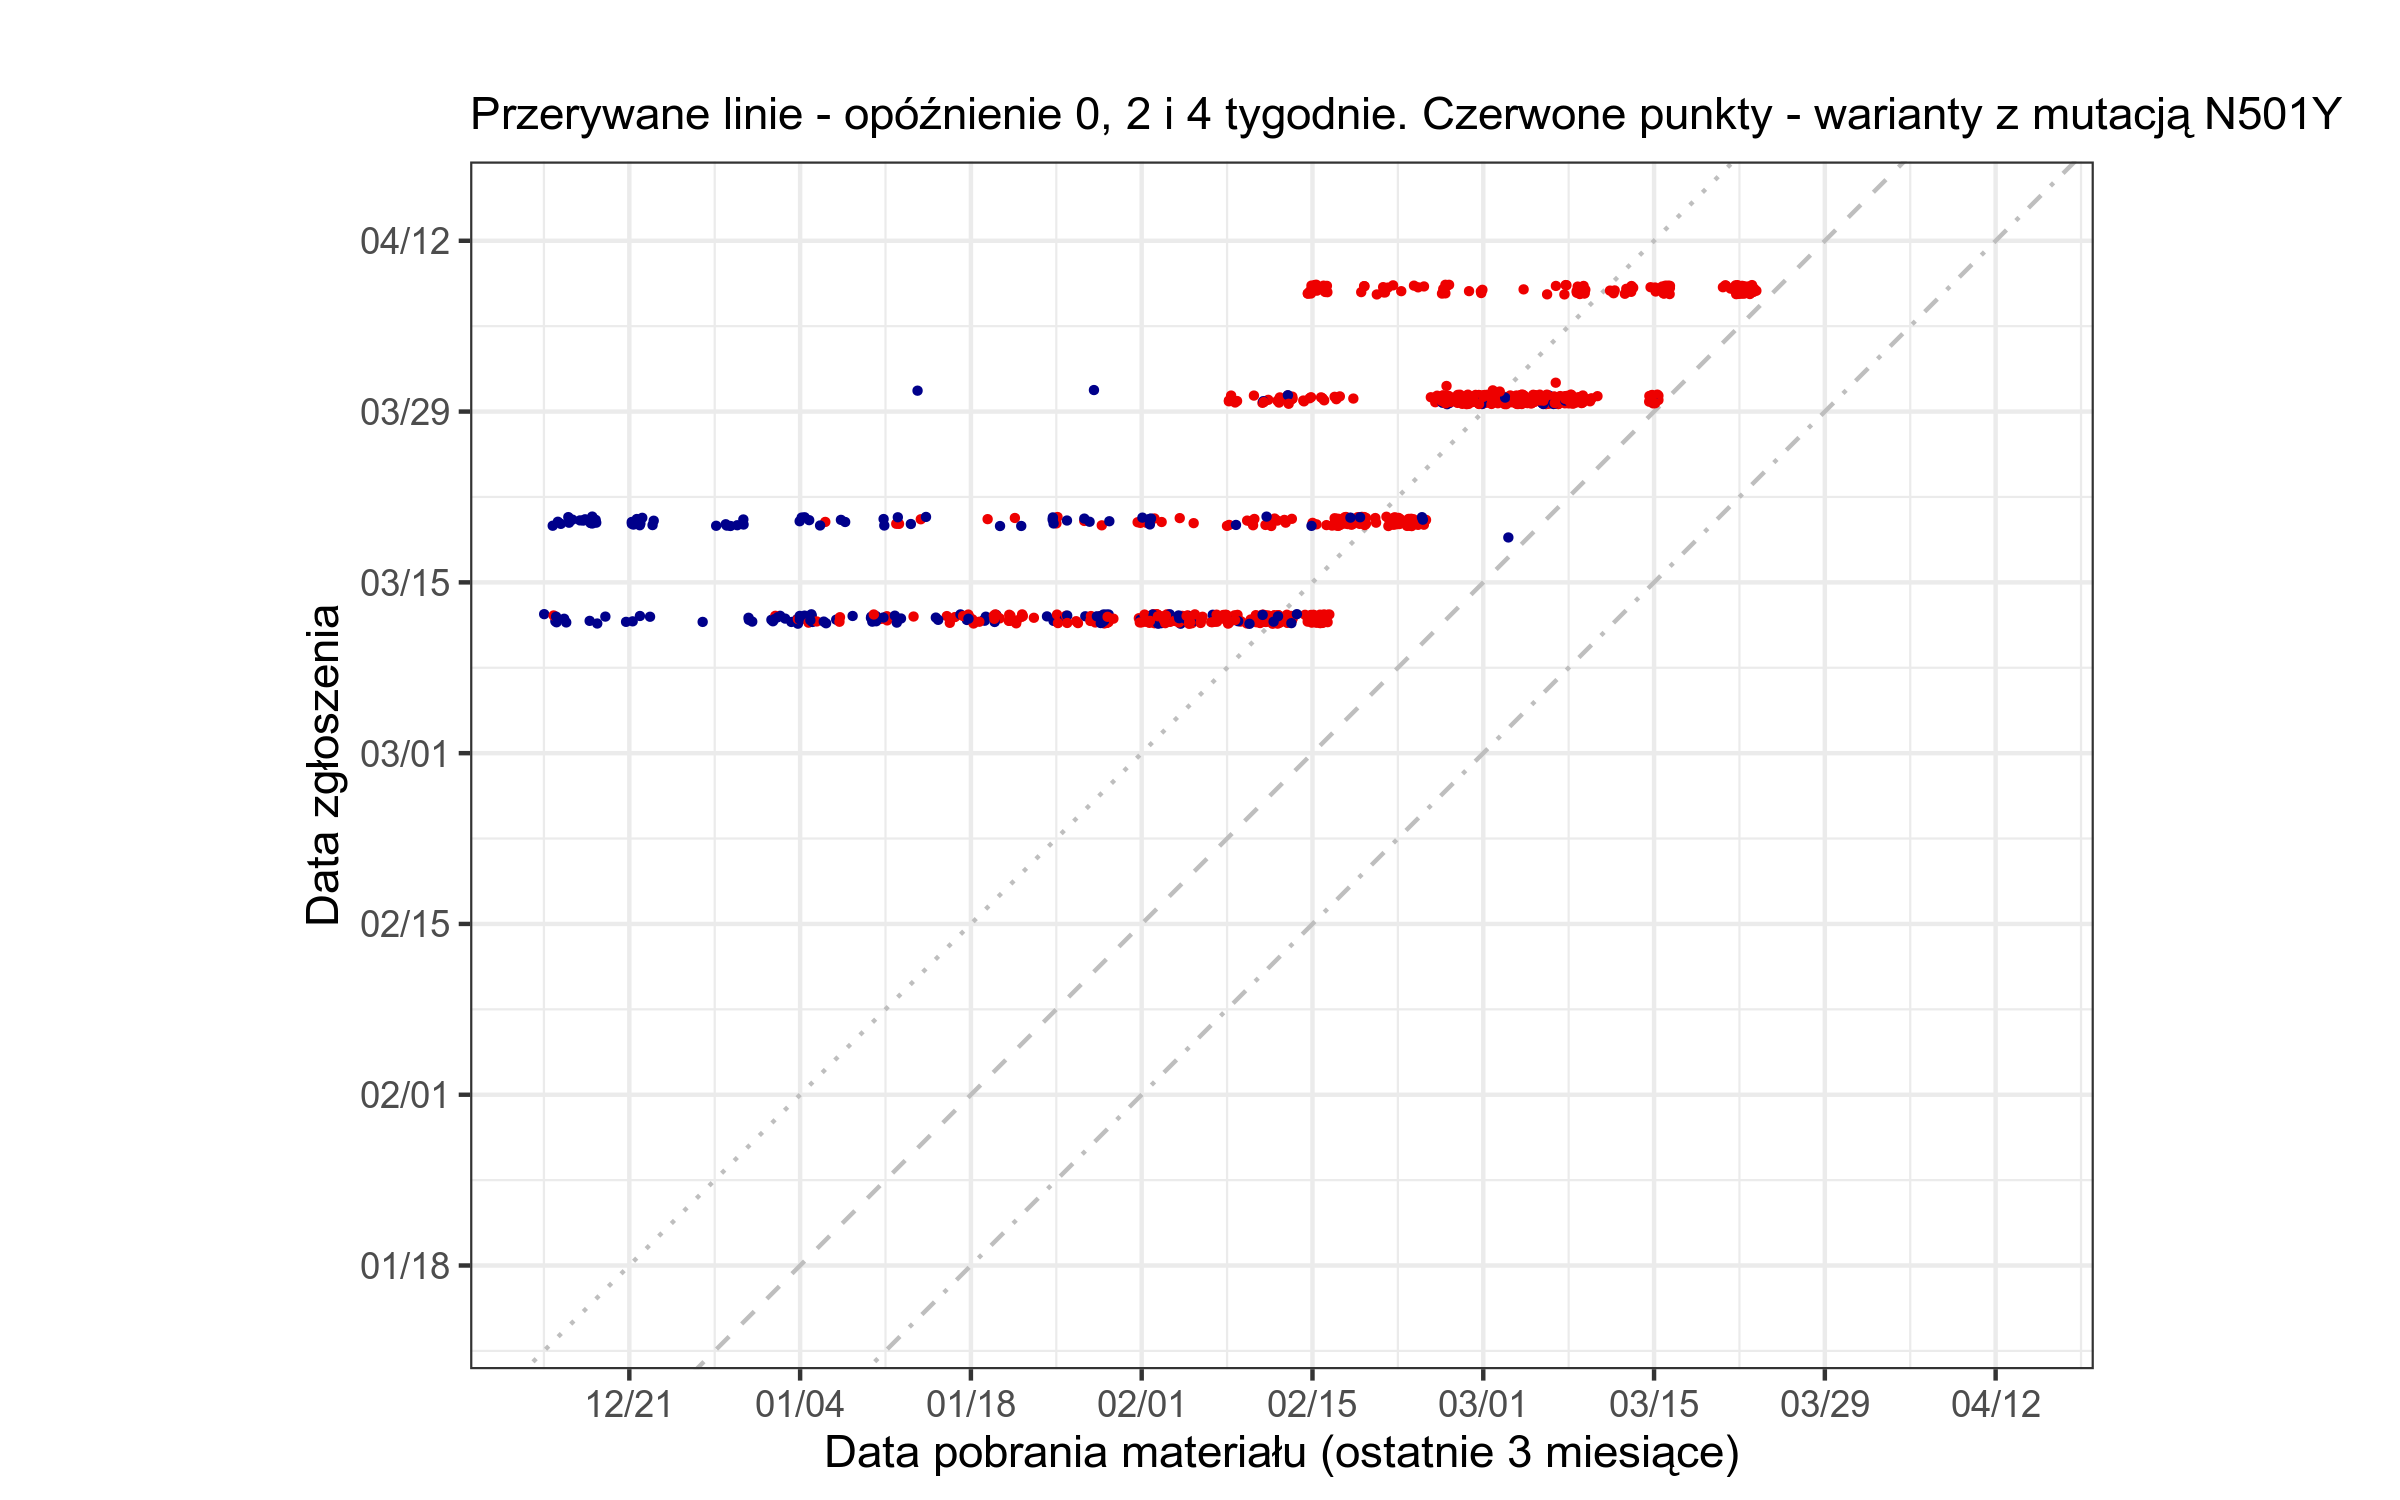 Przerywane linie - opóźnienie 0, 2 i 4 tygodnie. Czerwone punkty - warianty z mutacją N501Y
04/12
03/29
03/15
03/01
02/15
02/01
01/18
Data zgłoszenia
12/21 01/04 01/18 02/01 02/15 03/01 03/15 03/29 04/12
Data pobrania materiału (ostatnie 3 miesiące)